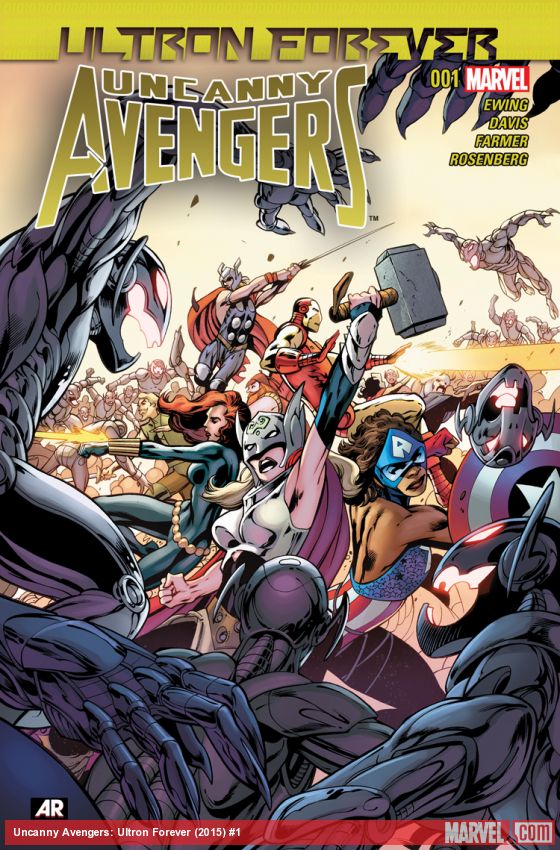 ULTRON FOREVER
UNCANNY
AVENGERS
TM
001 MARVEL
EWING
DAVIS
FARMER
ROSENBERG
A
AR
Uncanny Avengers: Ultron Forever (2015) #1
MARVEL.com